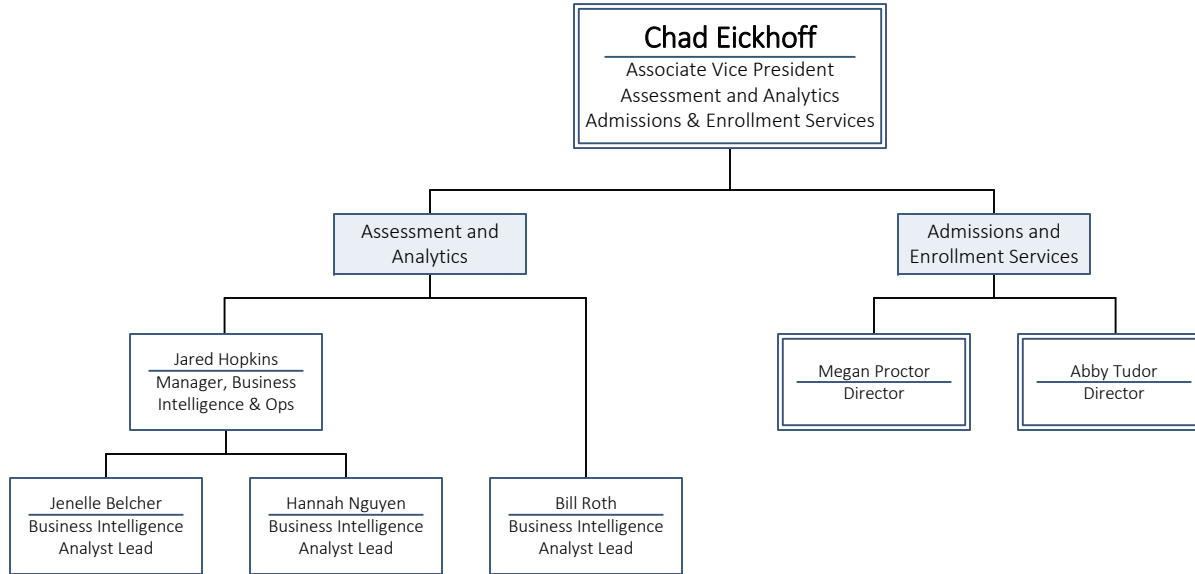 Chad Eickhoff
Associate Vice President
Assessment and Analytics
Admissions & Enrollment Services
Assessment and
Analytics
Admissions and
Enrollment Services
Jared Hopkins
Manager, Business
Intelligence & Ops
Megan Proctor
Director
Abby Tudor
Director
Jenelle Belcher
Business Intelligence
Analyst Lead
Hannah Nguyen
Business Intelligence
Analyst Lead
Bill Roth
Business Intelligence
Analyst Lead